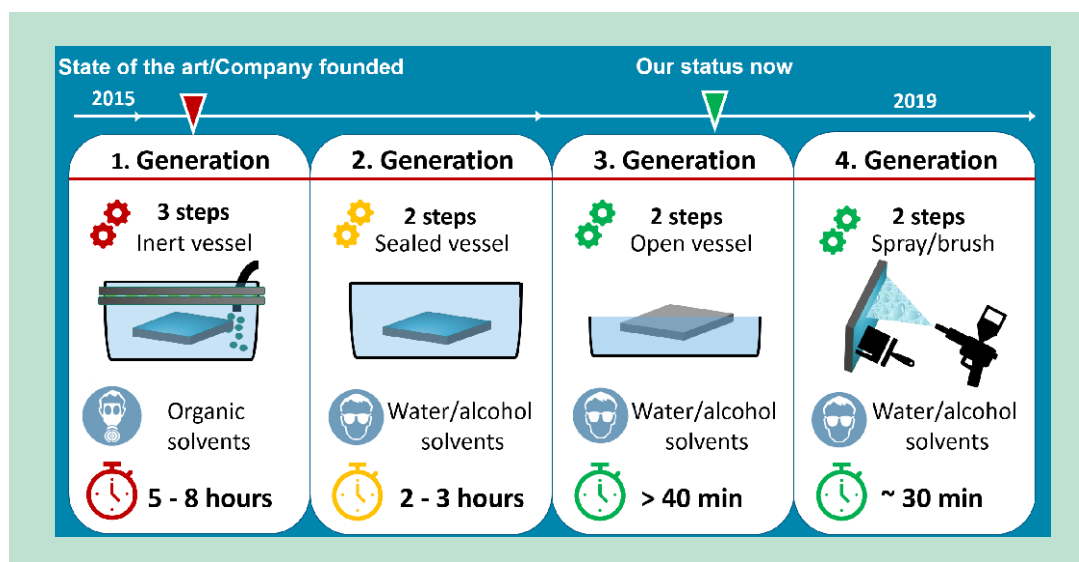 State of the art/Company founded
Our status now
2015
2019
1. Generation
3 steps
Inert vessel
Organic
solvents
5 - 8 hours
2. Generation
2 steps
Sealed vessel
Water/alcohol
solvents
2 - 3 hours
3. Generation
2 steps
Open vessel
Water/alcohol
solvents
> 40 min
4. Generation
2 steps
Spray/brush
Water/alcohol
solvents
~ 30 min